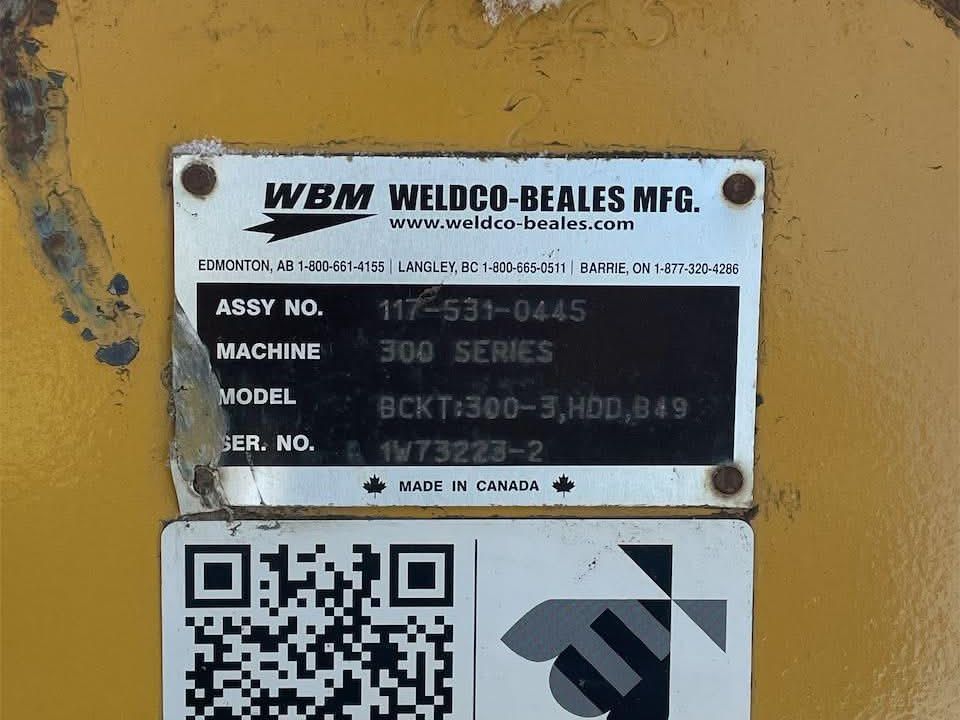 73223
2
WBM WELDCO-BEALES MFG.
www.weldco-beales.com
EDMONTON, AB 1-800-661-4155 | LANGLEY, BC 1-800-665-0511 | BARRIE, ON 1-877-320-4286
ASSY NO. 117-531-0445
MACHINE 300 SERIES
MODEL BCKT:300-3,HDD,B49
SER. NO. 1W73223-2
MADE IN CANADA